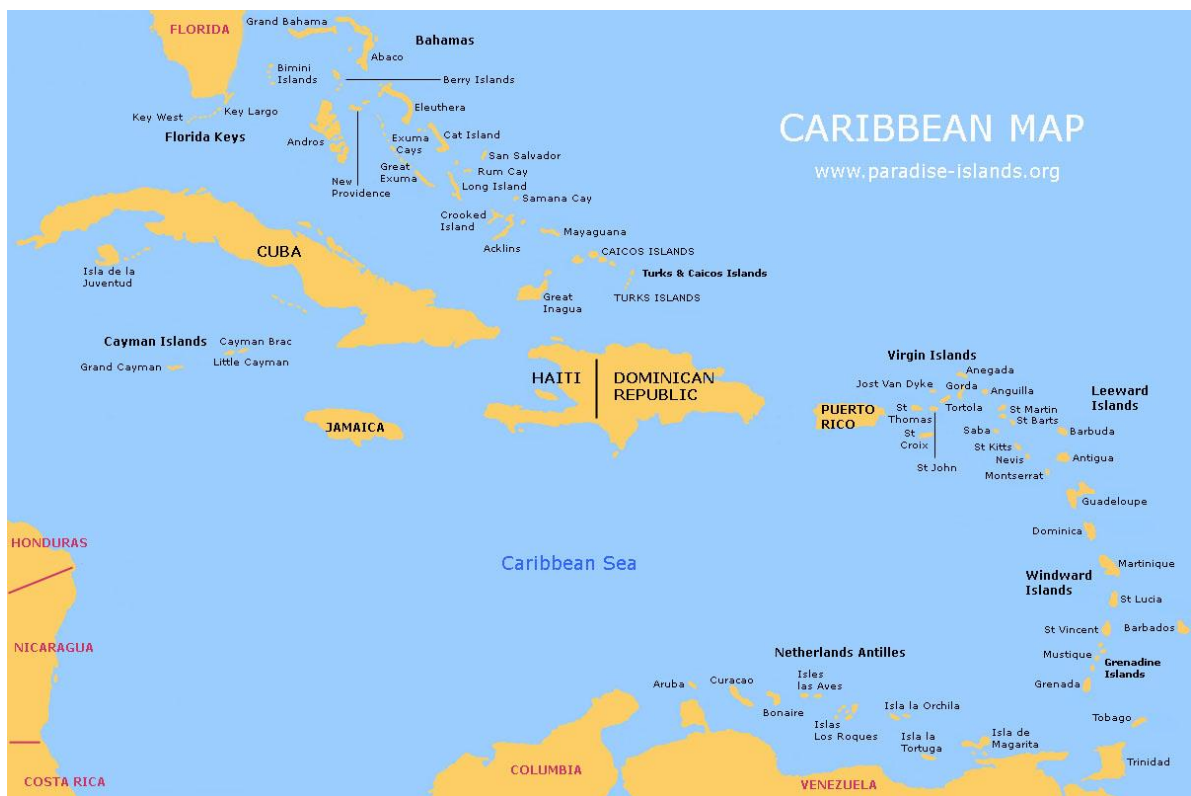 FLORIDA
Grand Bahama
Bahamas
Abaco
Bimini
Islands
Berry Islands
Key West
Key Largo
Florida Keys
Andros
Eleuthera
Exuma
Cays
Cat Island
New
Providence
Great
Exuma
San Salvador
Rum Cay
Long Island
Samana Cay
Crooked
Island
Acklins
Mayaguana
CARIBBEAN MAP
www.paradise-islands.org
CUBA
Isla de la
Juventud
CAICOS ISLANDS
Turks & Caicos Islands
TURKS ISLANDS
Great
Inagua
Cayman Islands
Cayman Brac
Grand Cayman
Little Cayman
JAMAICA
HAITI
DOMINICAN
REPUBLIC
Virgin Islands
Anegada
Jost Van Dyke
Gorda
Anguilla
Leeward
Islands
PUERTO
RICO
St
Thomas
Tortola
St Martin
St Barts
St
Croix
Saba
Barbuda
St John
St Kitts
Nevis
Antigua
Montserrat
Guadeloupe
Dominica
HONDURAS
Caribbean Sea
Martinique
Windward
Islands
St Lucia
NICARAGUA
St Vincent
Barbados
Mustique
Grenadine
Islands
Grenada
Netherlands Antilles
Aruba
Curacao
Isles
las Aves
Bonaire
Islas
Los Roques
Isla la Orchila
Isla la
Tortuga
Isla de
Magarita
Tobago
Trinidad
COSTA RICA
COLUMBIA
VENEZUELA